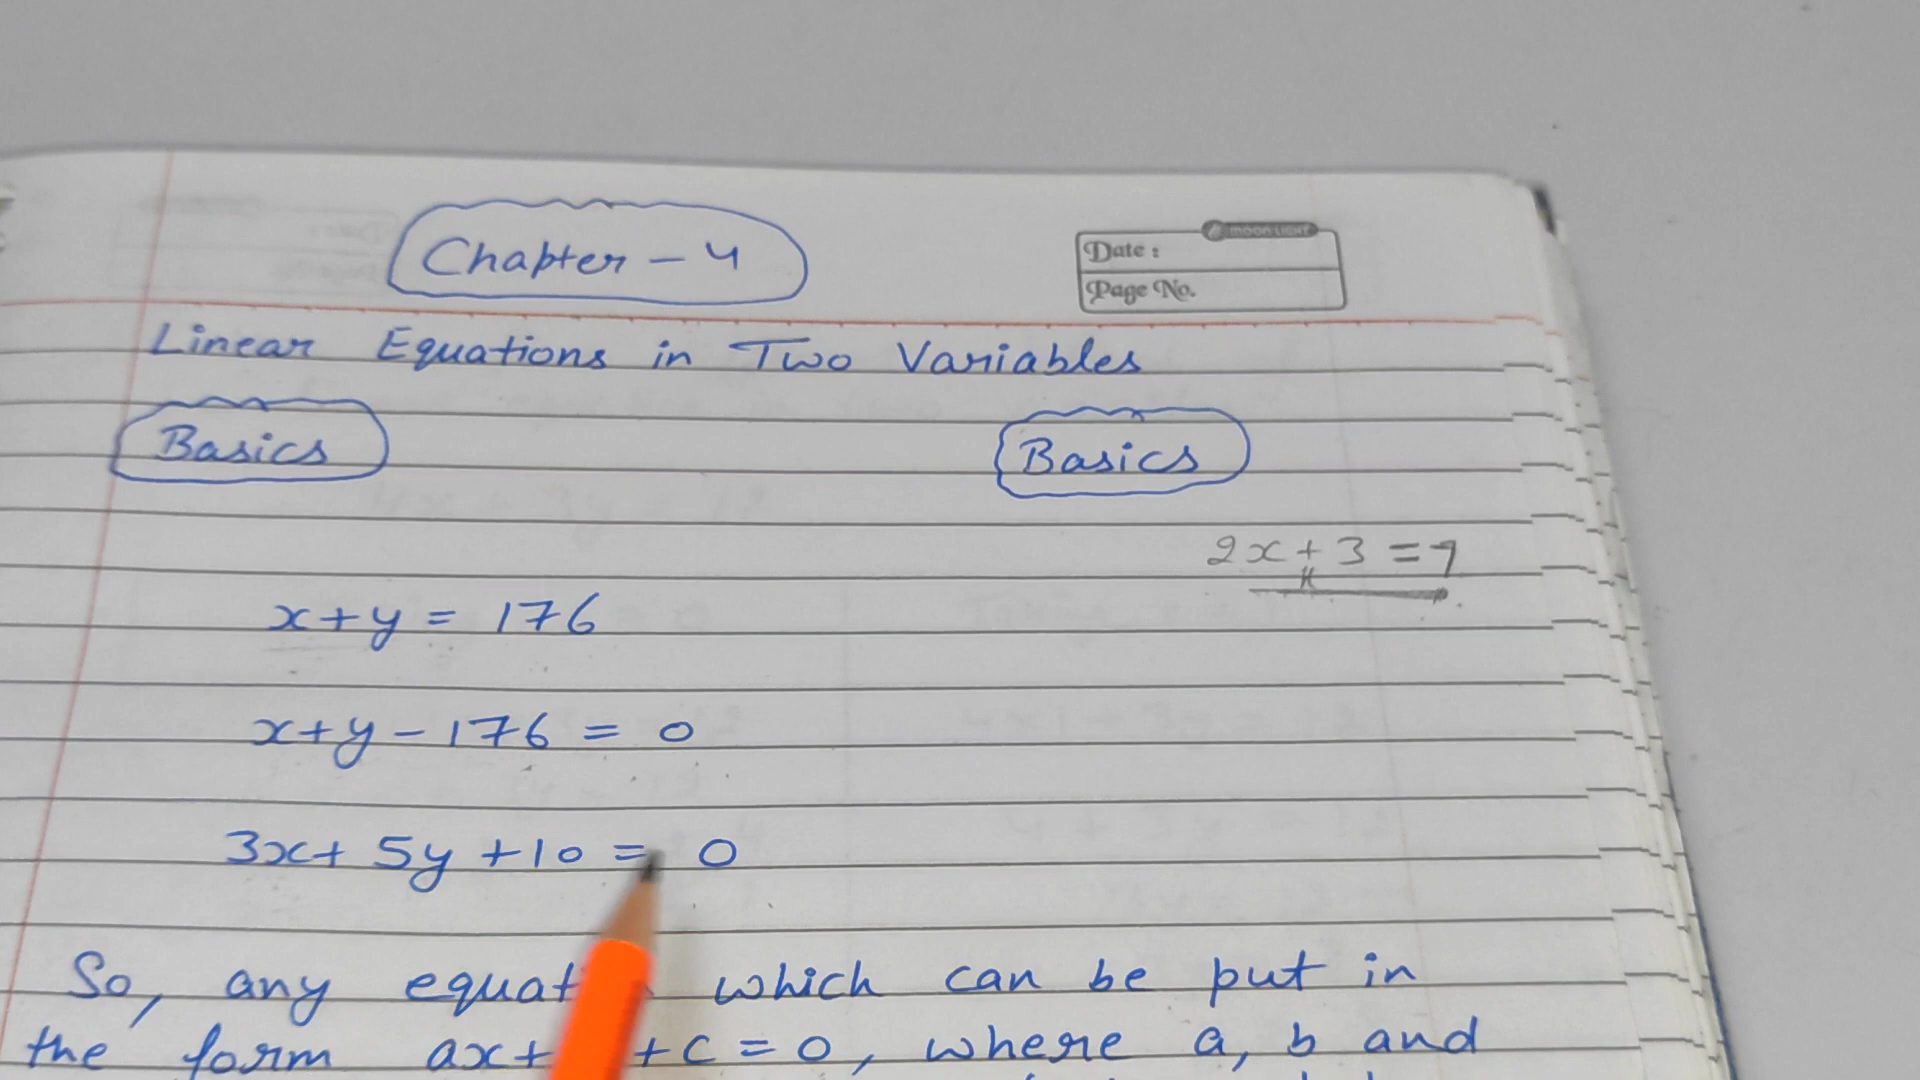 Chapter - 4
MOONLIGHT
Date :
Page No.
Linear Equations in Two Variables
Basics
Basics
2x + 3 = 7
x + y = 176
x + y - 176 = 0
3x + 5y + 10 = 0
So, any which can be put in
the form ax + + c = 0, where a, b and